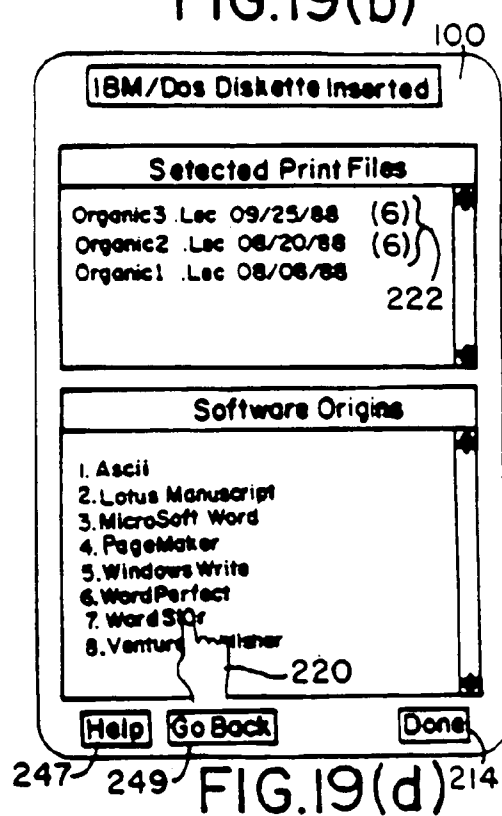 FIG.19(b)
100
IBM/Dos Diskette Inserted
Selected Print Files
Organic3 .Lec 09/25/88 (6)
Organic2 .Lec 08/20/88 (6)
Organic1 .Lec 08/08/88
222
Software Origins
1. Ascii
2. Lotus Manuscript
3. MicroSoft Word
4. PageMaker
5. Windows Write
6. WordPerfect
7. Word Star
8. Ventura
220
Help Go Back Done
247 249 FIG.19(d) 214